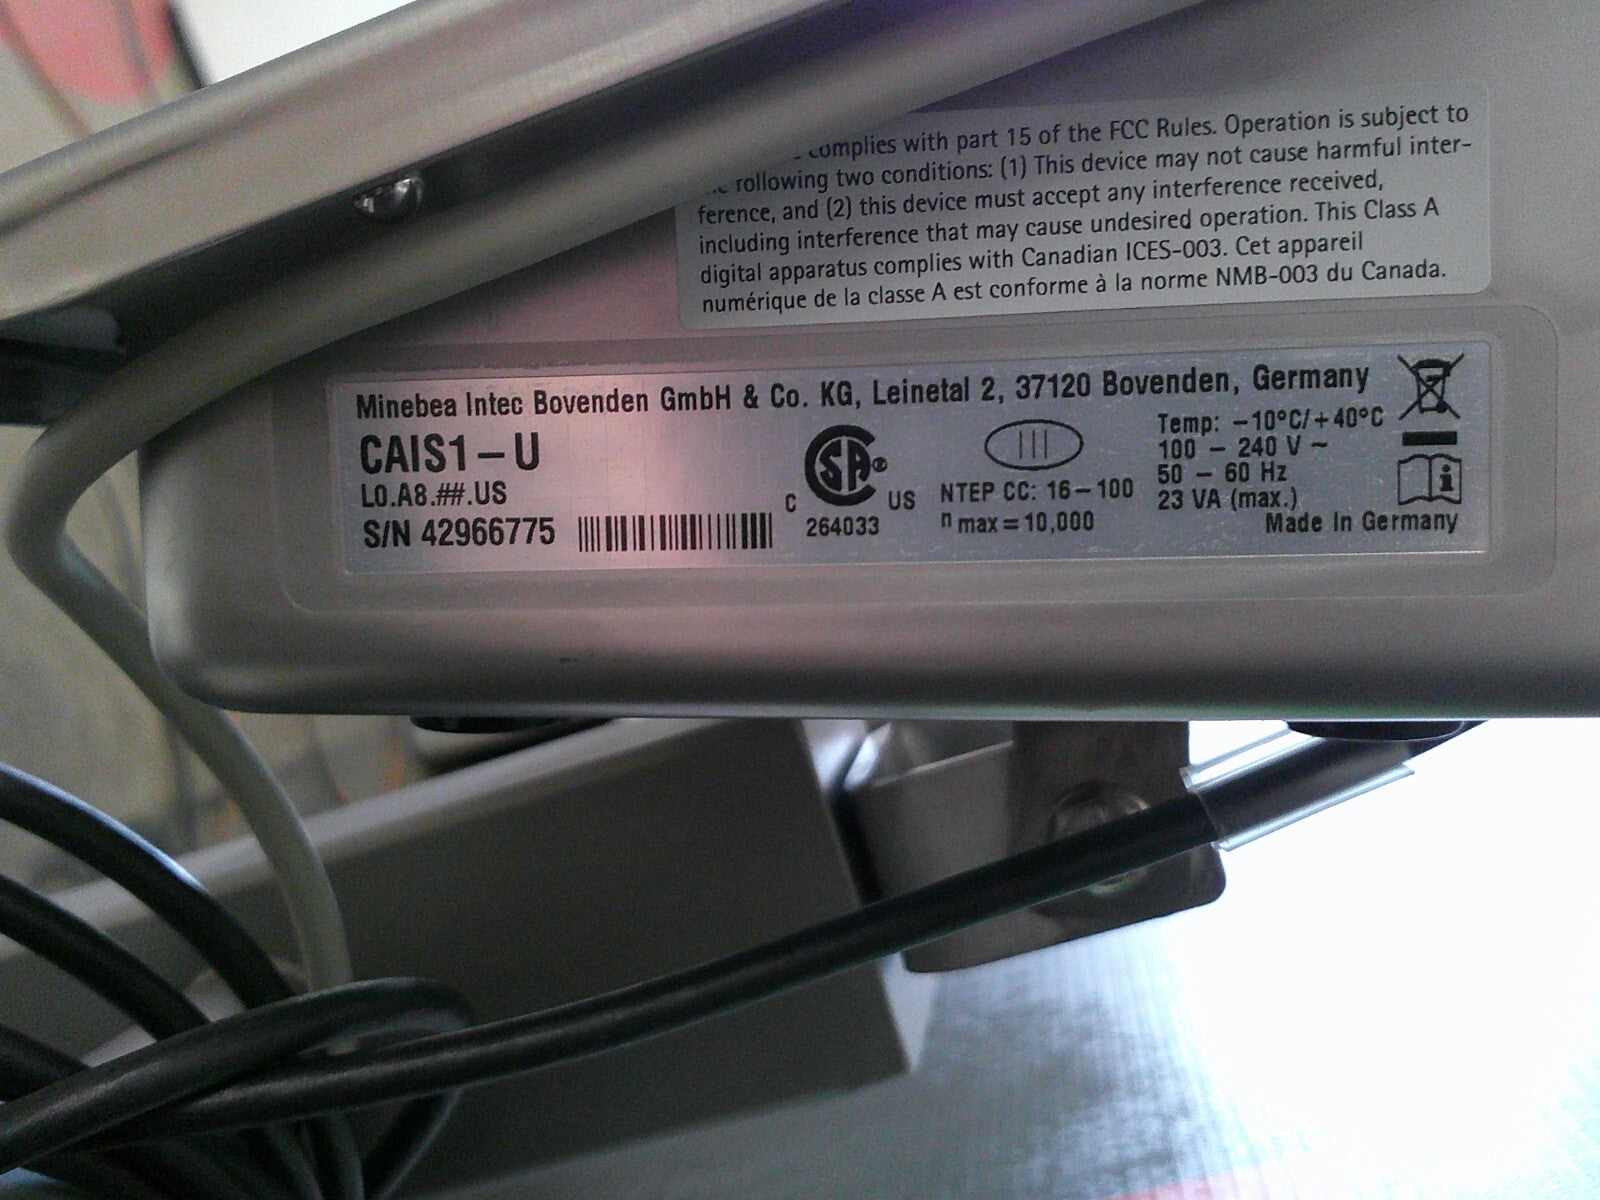 complies with part 15 of the FCC Rules. Operation is subject to
following two conditions: (1) This device may not cause harmful inter-
ference, and (2) this device must accept any interference received,
including interference that may cause undesired operation. This Class A
digital apparatus complies with Canadian ICES-003. Cet appareil
numérique de la classe A est conforme à la norme NMB-003 du Canada.
Minebea Intec Bovenden GmbH & Co. KG, Leinetal 2, 37120 Bovenden, Germany
CAIS1-U
L0.A8.##.US
S/N 42966775
C SA® US
264033
III
NTEP CC: 16-100
n max = 10,000
Temp: -10°C/+40°C
100 - 240 V ~
50 - 60 Hz
23 VA (max.)
Made in Germany